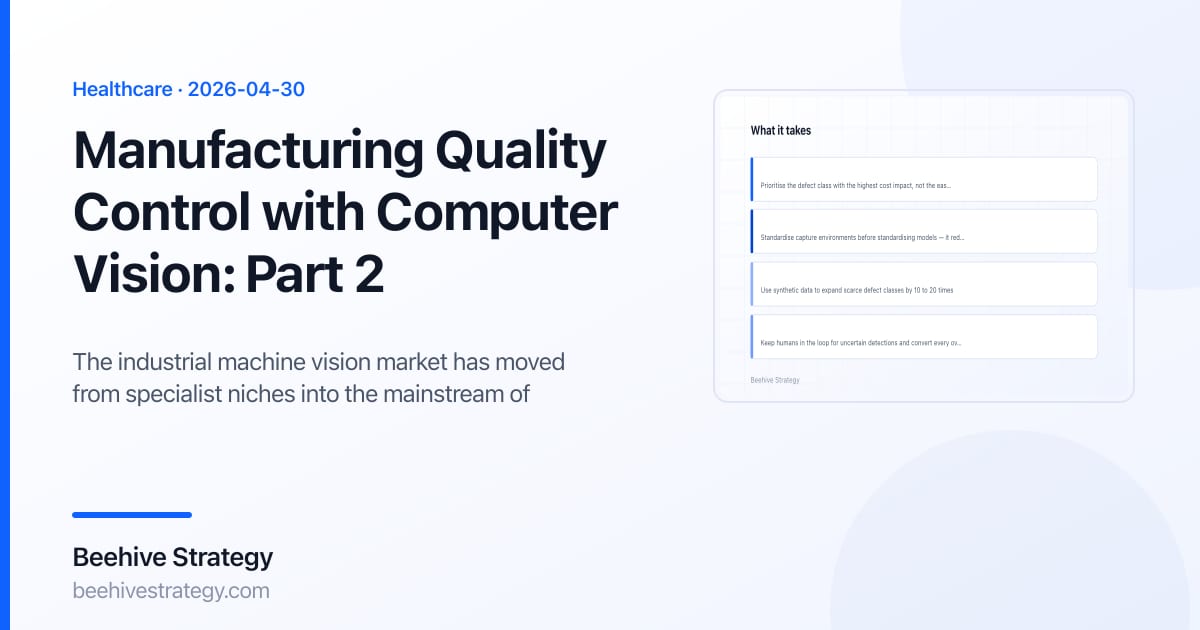 Healthcare · 2026-04-30
Manufacturing Quality
Control with Computer
Vision: Part 2
The industrial machine vision market has moved
from specialist niches into the mainstream of
Beehive Strategy
beehivestrategy.com
What it takes
Prioritise the defect class with the highest cost impact, not the eas...
Standardise capture environments before standardising models — it red...
Use synthetic data to expand scarce defect classes by 10 to 20 times
Keep humans in the loop for uncertain detections and convert every ov...
Beehive Strategy